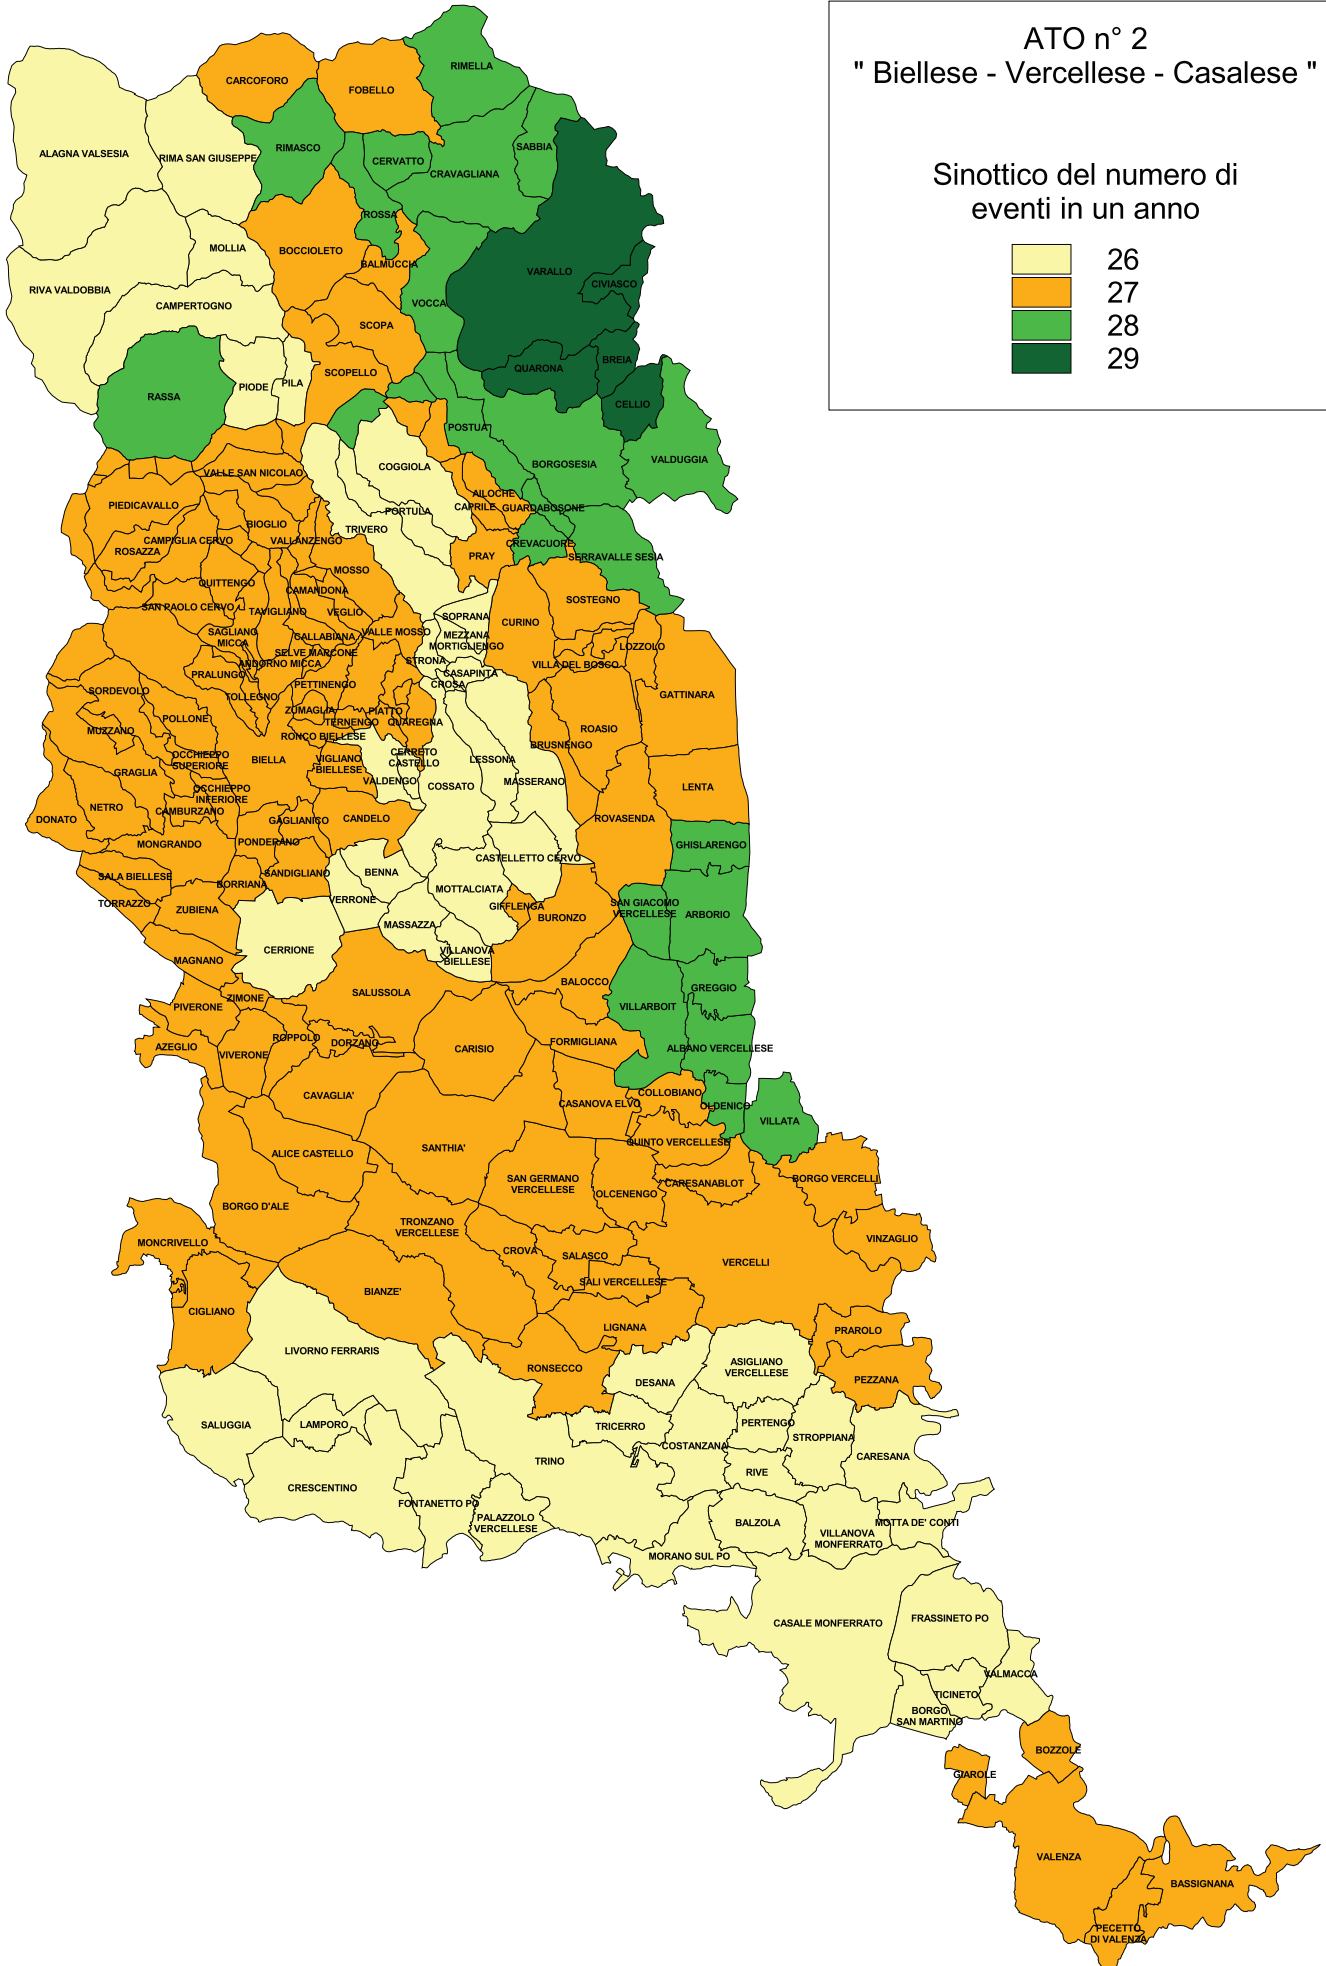 ATO n° 2
" Biellese - Vercellese - Casalese "
Sinottico del numero di
eventi in un anno
26
27
28
29
RIMELLA
CARCOFORO
FOBELLO
RIMASCO
SABBIA
ALAGNA VALSESIA
RIMA SAN GIUSEPPE
CERVATTO
CRAVAGLIANA
ROSSA
MOLLIA
BOCCIOLETO
BALMUCCIA
VARALLO
CIVIASCO
RIVA VALDOBBIA
CAMPERTOGNO
VOCCA
SCOPA
BREIA
QUARONA
SCOPELLO
PIODE
PILA
RASSA
CELLIO
POSTUA
VALDUGGIA
BORGOSESIA
COGGIOLA
VALLE SAN NICOLAO
AILOCHE
PIEDICAVALLO
CAPRILE
GUARDABOSONE
PORTULA
BIOGLIO
TRIVERO
CAMPIGLIA CERVO
VALLANZENGO
CREVACUORE
ROSAZZA
PRAY
SERRAVALLE SESIA
MOSSO
QUITTENGO
CAMANDONA
SOSTEGNO
SAN PAOLO CERVO
TAVIGLIANO
VEGLIO
SOPRANA
CURINO
SAGLIANO
MICCA
CALLABIANA
VALLE MOSSO
MEZZANA
MORTIGLIENGO
LOZZOLO
SELVE MARCONE
ANDORNO MICCA
STRONA
VILLA DEL BOSCO
PRALUNGO
CASAPINTA
CROSA
PETTINENGO
SORDEVOLO
TOLLEGNO
GATTINARA
ZUMAGLIA
PIATTO
POLLONE
TERNENGO
QUAREGNA
MUZZANO
RONCO BIELLESE
ROASIO
BRUSNENGO
OCCHIEPPO
SUPERIORE
BIELLA
VIGLIANO
BIELLESE
CERRETO
CASTELLO
LESSONA
GRAGLIA
VALDENGO
COSSATO
MASSERANO
OCCHIEPPO
INFERIORE
LENTA
NETRO
CAMBURZANO
DONATO
GAGLIANICO
CANDELO
ROVASENDA
MONGRANDO
PONDERANO
GHISLARENGO
CASTELLETTO CERVO
SALA BIELLESE
BORRIANA
SANDIGLIANO
BENNA
MOTTALCIATA
TORRAZZO
ZUBIENA
VERRONE
GIFFLENGA
BURONZO
SAN GIACOMO
VERCELLESE
ARBORIO
MASSAZZA
CERRIONE
VILLANOVA
BIELLESE
MAGNANO
BALOCCO
GREGGIO
ZIMONE
SALUSSOLA
PIVERONE
VILLARBOIT
AZEGLIO
ROPPOLO
DORZANO
FORMIGLIANA
VIVERONE
CARISIO
ALBANO VERCELLESE
CAVAGLIA'
COLLOBIANO
CASANOVA ELVO
OLDENICO
VILLATA
ALICE CASTELLO
SANTHIA'
QUINTO VERCELLESE
SAN GERMANO
VERCELLESE
OLCENENGO
CARESANABLOT
BORGO VERCELLI
BORGO D'ALE
TRONZANO
VERCELLESE
MONCRIVELLO
CROVA
SALASCO
VINZAGLIO
VERCELLI
SALI VERCELLESE
BIANZE'
CIGLIANO
LIGNANA
PRAROLO
LIVORNO FERRARIS
RONSECCO
ASIGLIANO
VERCELLESE
DESANA
PEZZANA
SALUGGIA
LAMPORO
TRICERRO
PERTENGO
STROPPIANA
COSTANZANA
CARESANA
TRINO
RIVE
CRESCENTINO
FONTANETTO PO
PALAZZOLO
VERCELLESE
BALZOLA
VILLANOVA
MONFERRATO
MOTTA DE' CONTI
MORANO SUL PO
CASALE MONFERRATO
FRASSINETO PO
VALMACCA
TICINETO
BORGO
SAN MARTINO
BOZZOLE
GIAROLE
VALENZA
BASSIGNANA
PECETTO
DI VALENZA